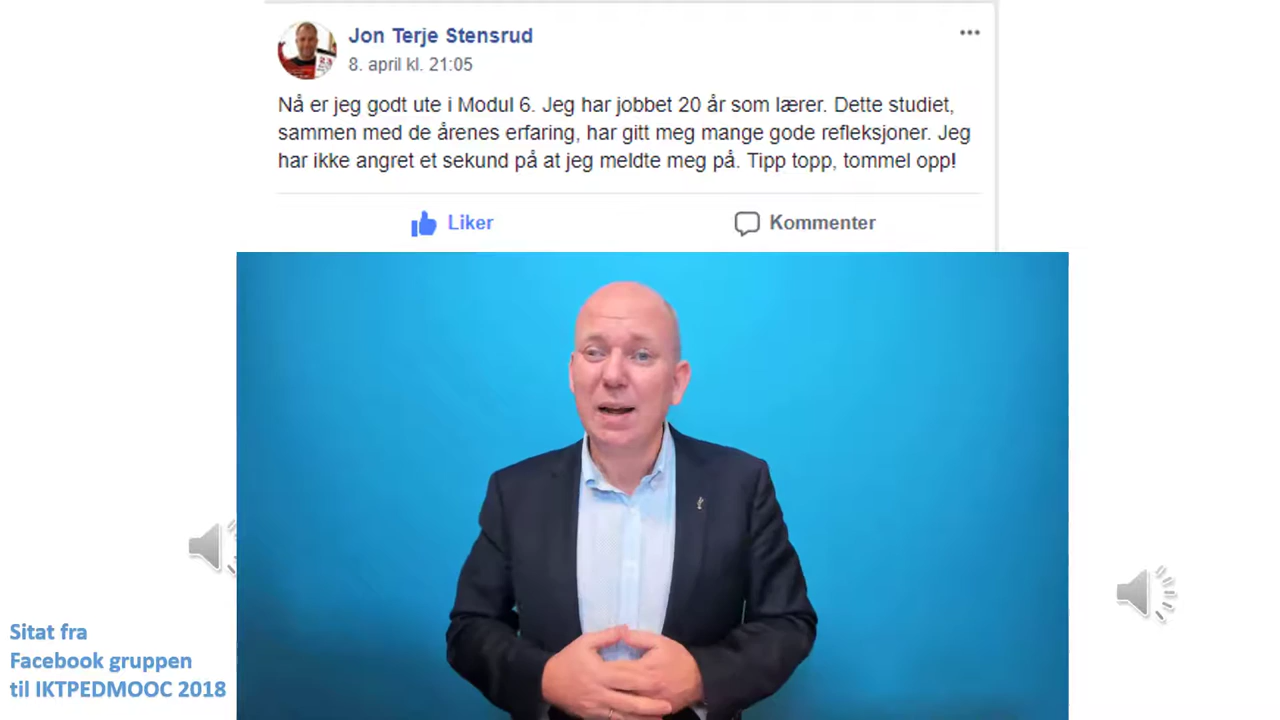 Jon Terje Stensrud
8. april kl. 21:05
Nå er jeg godt ute i Modul 6. Jeg har jobbet 20 år som lærer. Dette studiet,
sammen med de årenes erfaring, har gitt meg mange gode refleksjoner. Jeg
har ikke angret et sekund på at jeg meldte meg på. Tipp topp, tommel opp!
Liker
Kommenter
Sitat fra
Facebook gruppen
til IKTPEDMOOC 2018